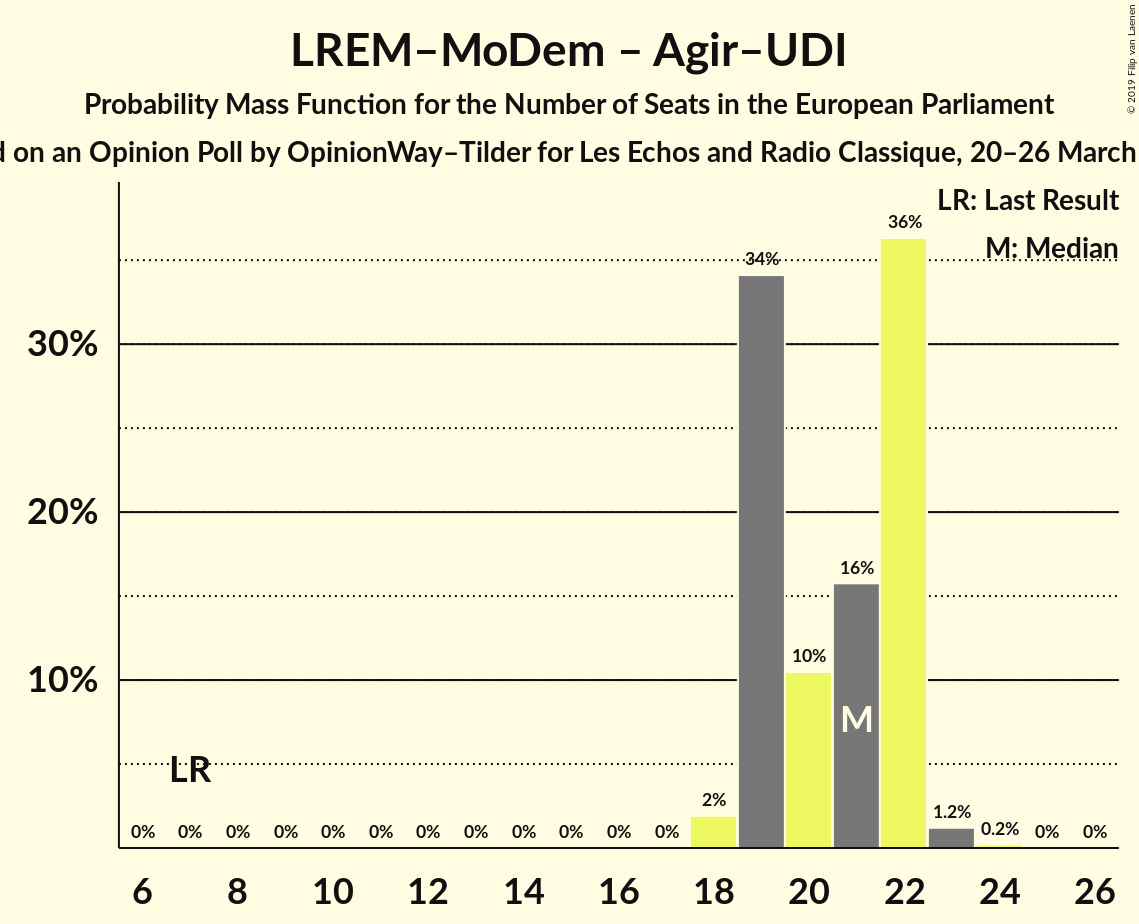 © 2019 Filip van Laenen
LREM–MoDem – Agir–UDI
Probability Mass Function for the Number of Seats in the European Parliament
on an Opinion Poll by OpinionWay–Tilder for Les Echos and Radio Classique, 20–26 March
LR: Last Result
M: Median
36%
34%
30%
20%
16%
10%
10%
M
LR
2%
1.2%
0.2%
0% 0% 0% 0% 0% 0% 0% 0% 0% 0% 0% 0% 0% 0%
6 8 10 12 14 16 18 20 22 24 26